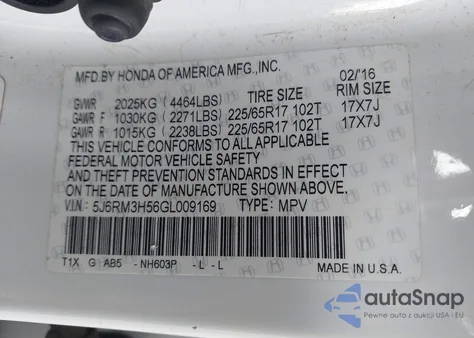 MFD.BY HONDA OF AMERICA MFG.,INC. 02/'16
GVWR 2025KG ( 4464LBS) TIRE SIZE RIM SIZE
GAWR F 1030KG ( 2271LBS) 225/65R17 102T 17X7J
GAWR R 1015KG ( 2238LBS) 225/65R17 102T 17X7J
THIS VEHICLE CONFORMS TO ALL APPLICABLE
FEDERAL MOTOR VEHICLE SAFETY
AND THEFT PREVENTION STANDARDS IN EFFECT ON
THE DATE OF MANUFACTURE SHOWN ABOVE.
V.I.N.: 5J6RM3H56GL009169 TYPE: MPV
T1X G AB5 - NH603P - L - L MADE IN U.S.A.
autoSnap
Pewne auto z aukcji USA - EU